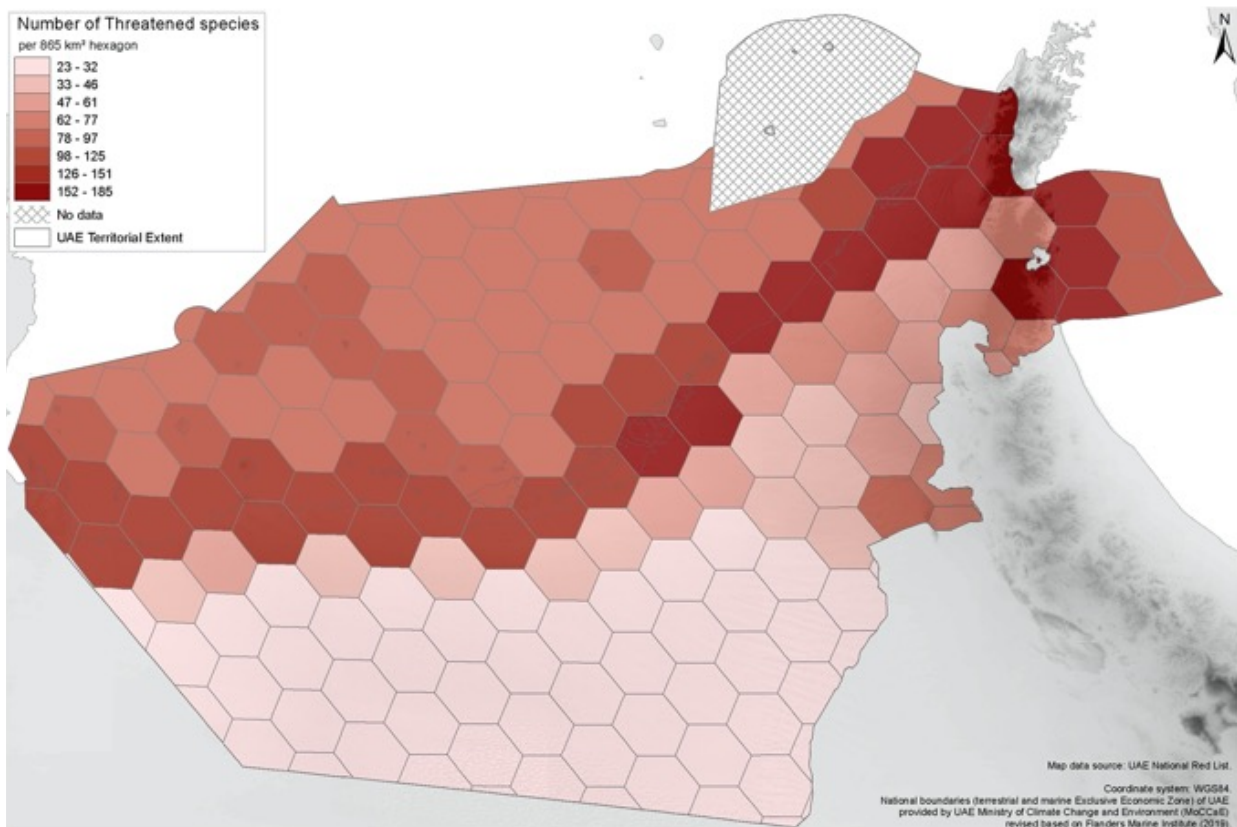 Number of Threatened species
per 865 km² hexagon
23 - 32
33 - 46
47 - 61
62 - 77
78 - 97
98 - 125
126 - 151
152 - 185
No data
UAE Territorial Extent
N
Map data source: UAE National Red List.
Coordinate system: WGS84.
National boundaries (terrestrial and marine Exclusive Economic Zone) of UAE
provided by UAE Ministry of Climate Change and Environment (MoCCaE)
revised based on Flanders Marine Institute (2019).